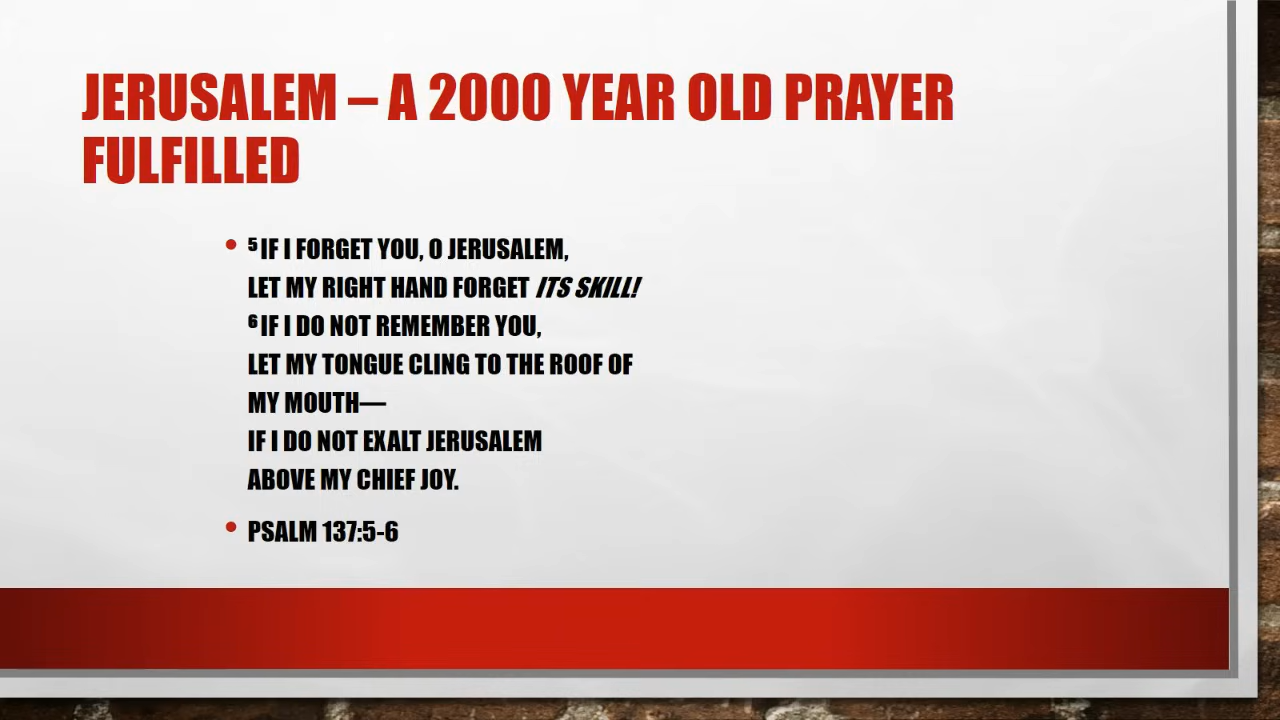 JERUSALEM – A 2000 YEAR OLD PRAYER
FULFILLED
• ⁵ IF I FORGET YOU, O JERUSALEM,
LET MY RIGHT HAND FORGET ITS SKILL!
⁶ IF I DO NOT REMEMBER YOU,
LET MY TONGUE CLING TO THE ROOF OF
MY MOUTH—
IF I DO NOT EXALT JERUSALEM
ABOVE MY CHIEF JOY.
• PSALM 137:5-6